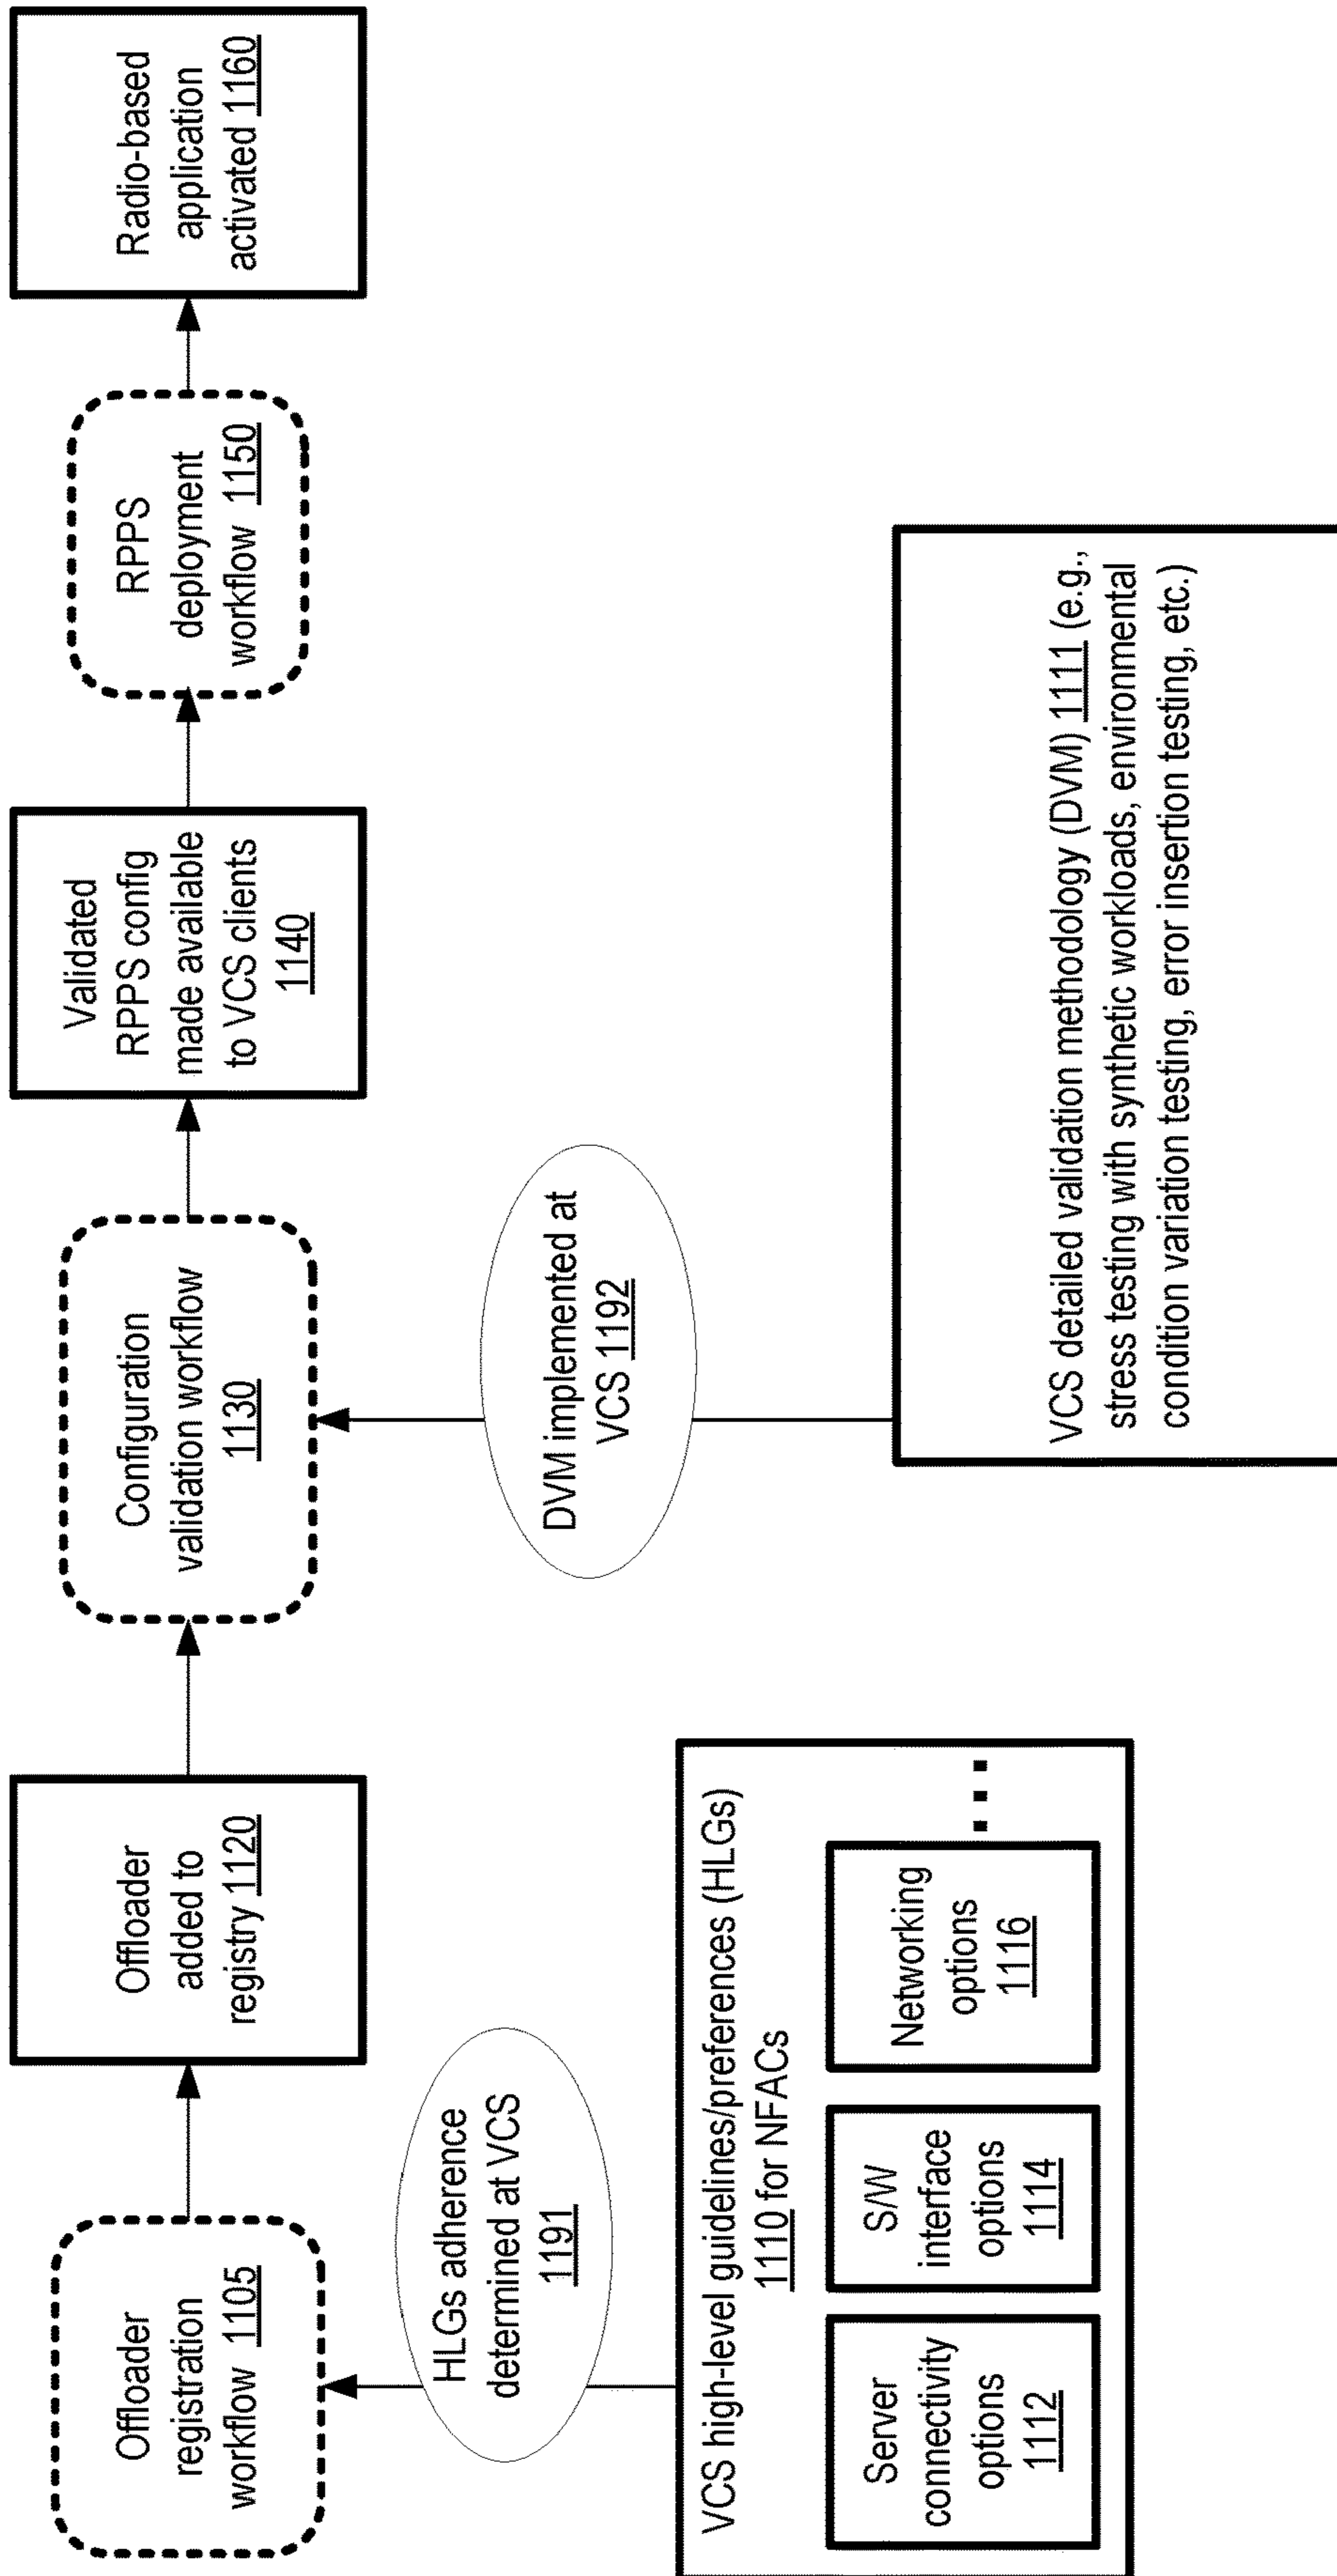 Offloader
registration
workflow 1105
Offloader
added to
registry 1120
Configuration
validation workflow
1130
Validated
RPPS config
made available
to VCS clients
1140
RPPS
deployment
workflow 1150
Radio-based
application
activated 1160
HLGs adherence
determined at VCS
1191
DVM implemented at
VCS 1192
VCS high-level guidelines/preferences (HLGs)
1110 for NFACs
Server
connectivity
options
1112
S/W
interface
options
1114
Networking
options
1116
...
VCS detailed validation methodology (DVM) 1111 (e.g.,
stress testing with synthetic workloads, environmental
condition variation testing, error insertion testing, etc.)